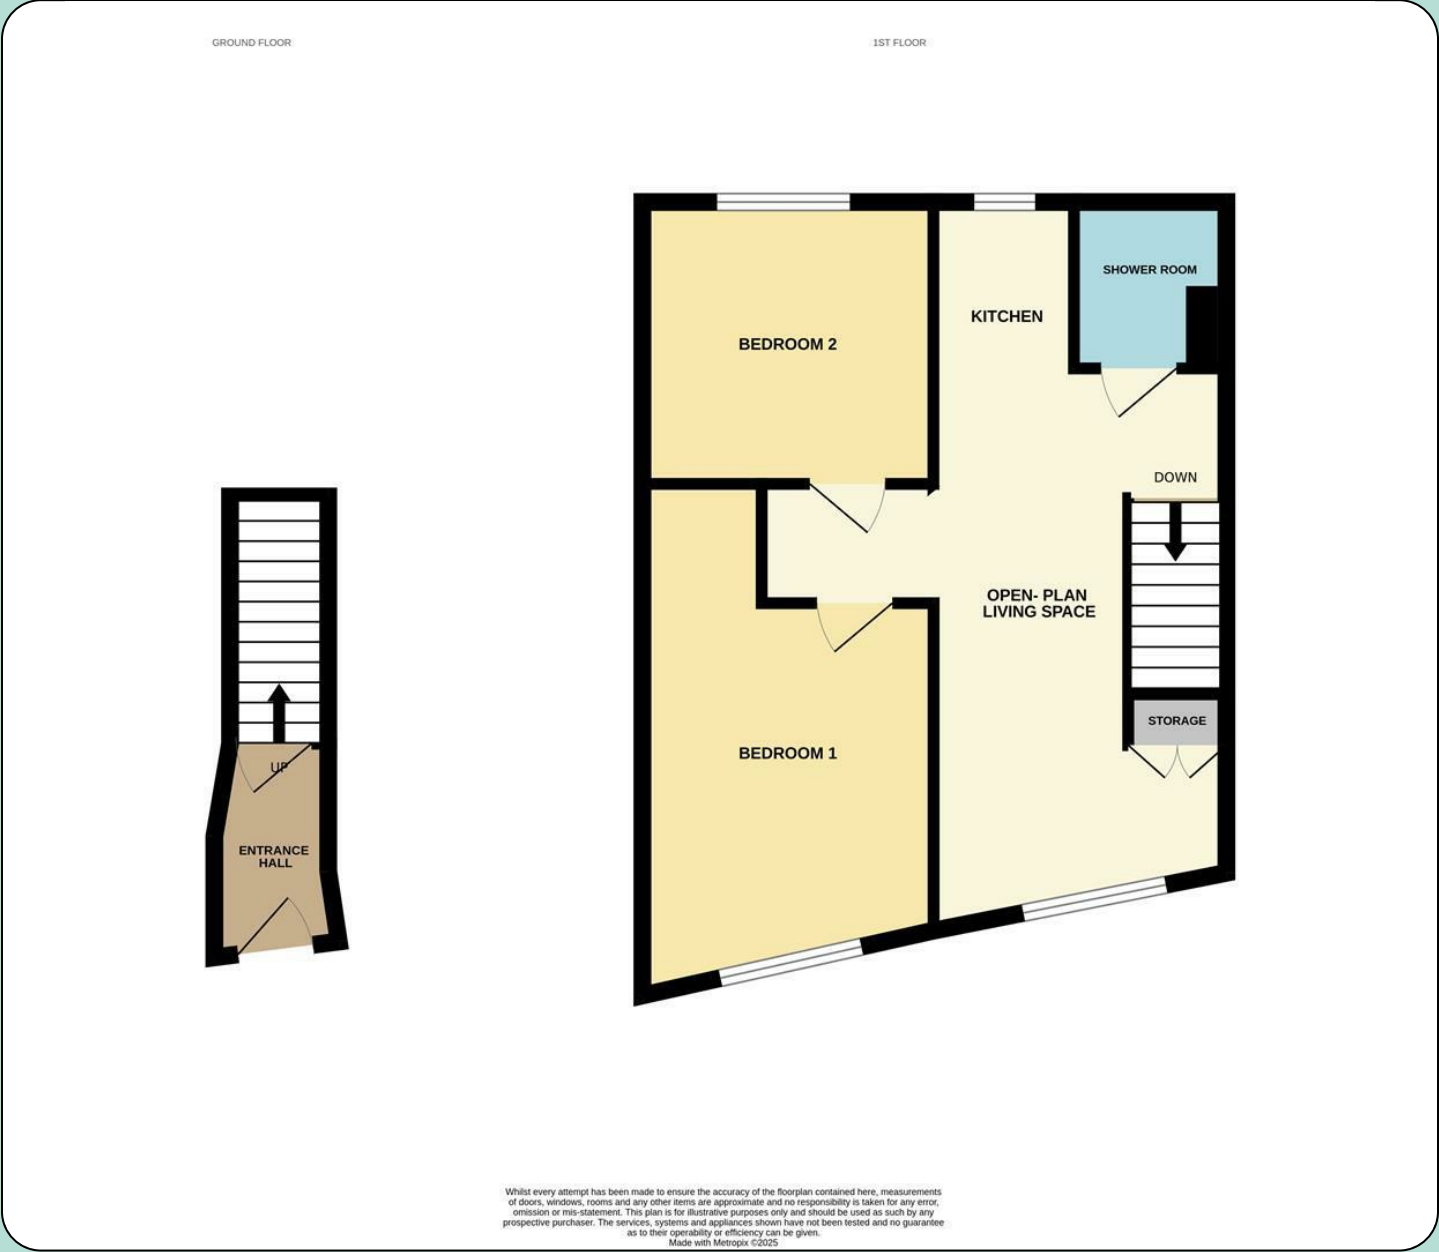 GROUND FLOOR
1ST FLOOR
SHOWER ROOM
KITCHEN
BEDROOM 2
DOWN
OPEN- PLAN
LIVING SPACE
STORAGE
BEDROOM 1
UP
ENTRANCE
HALL
Whilst every attempt has been made to ensure the accuracy of the floorplan contained here, measurements
of doors, windows, rooms and any other items are approximate and no responsibility is taken for any error,
omission or mis-statement. This plan is for illustrative purposes only and should be used as such by any
prospective purchaser. The services, systems and appliances shown have not been tested and no guarantee
as to their operability or efficiency can be given.
Made with Metropix ©2025